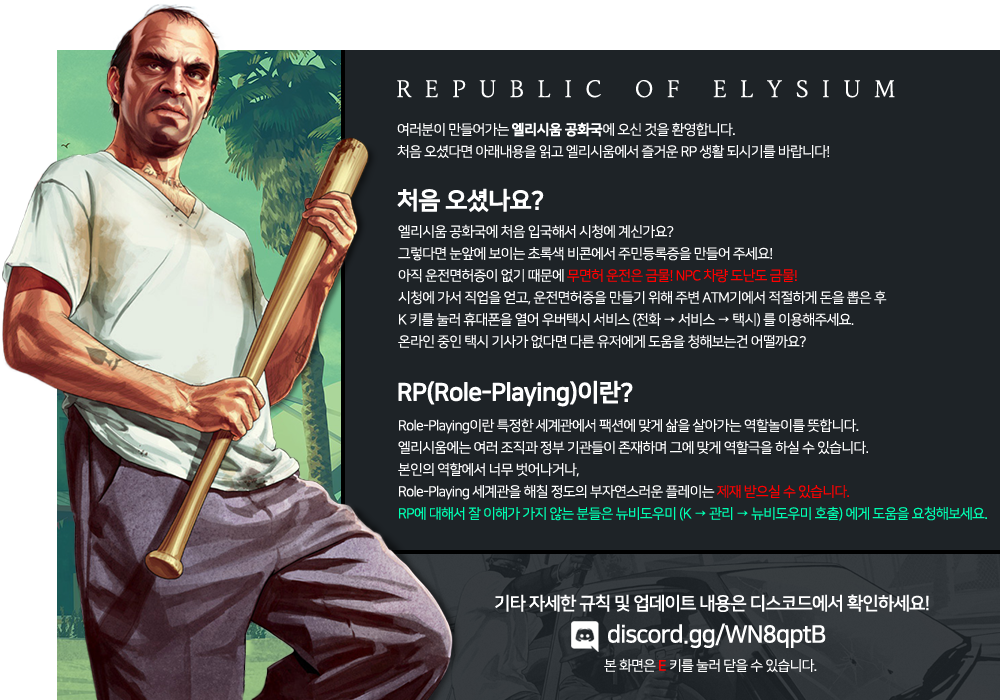 REPUBLIC OF ELYSIUM
여러분이 만들어가는 엘리시움 공화국에 오신 것을 환영합니다.
처음 오셨다면 아래내용을 읽고 엘리시움에서 즐거운 RP 생활 되시기를 바랍니다!
처음 오셨나요?
엘리시움 공화국에 처음 입국해서 시청에 계신가요?
그렇다면 눈앞에 보이는 초록색 비콘에서 주민등록증을 만들어 주세요!
아직 운전면허증이 없기 때문에 무면허 운전은 금물! NPC 차량 도난도 금물!
시청에 가서 직업을 얻고, 운전면허증을 만들기 위해 주변 ATM기에서 적절하게 돈을 뽑은 후
K 키를 눌러 휴대폰을 열어 우버택시 서비스 (전화 → 서비스 → 택시) 를 이용해주세요.
온라인 중인 택시 기사가 없다면 다른 유저에게 도움을 청해보는건 어떨까요?
RP(Role-Playing)이란?
Role-Playing이란 특정한 세계관에서 팩션에 맞게 삶을 살아가는 역할놀이를 뜻합니다.
엘리시움에는 여러 조직과 정부 기관들이 존재하며 그에 맞게 역할극을 하실 수 있습니다.
본인의 역할에서 너무 벗어나거나,
Role-Playing 세계관을 해칠 정도의 부자연스러운 플레이는 제재 받으실 수 있습니다.
RP에 대해서 잘 이해가 가지 않는 분들은 뉴비도우미 (K → 관리 → 뉴비도우미 호출) 에게 도움을 요청해보세요.
기타 자세한 규칙 및 업데이트 내용은 디스코드에서 확인하세요!
discord.gg/WN8qptB
본 화면은 E 키를 눌러 닫을 수 있습니다.